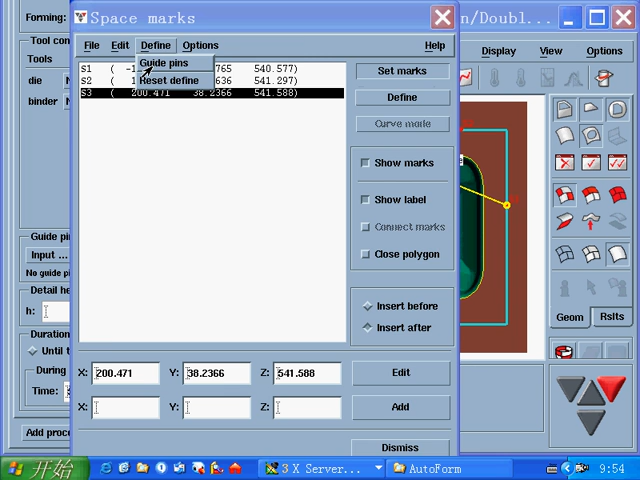 Forming:
Space marks
n/Doubl...
Tool con
Tools
die
binder
File Edit Define Options Help
Guide pins
Reset define
S1 ( -1 765 540.577)
S2 ( 1 636 541.297)
S3 ( 200.471 38.2366 541.588)
Set marks
Define
Curve mode
Show marks
Show label
Connect marks
Close polygon
Insert before
Insert after
Display View Options
Geom Rslts
Guide pin
Input ...
No guide pi
Detail he
h:
Duration
Until t
During
Time:
Add proce
X: 200.471 Y: 38.2366 Z: 541.588 Edit
X: Y: Z: Add
Dismiss
开始 3 X Server... AutoForm 9:54